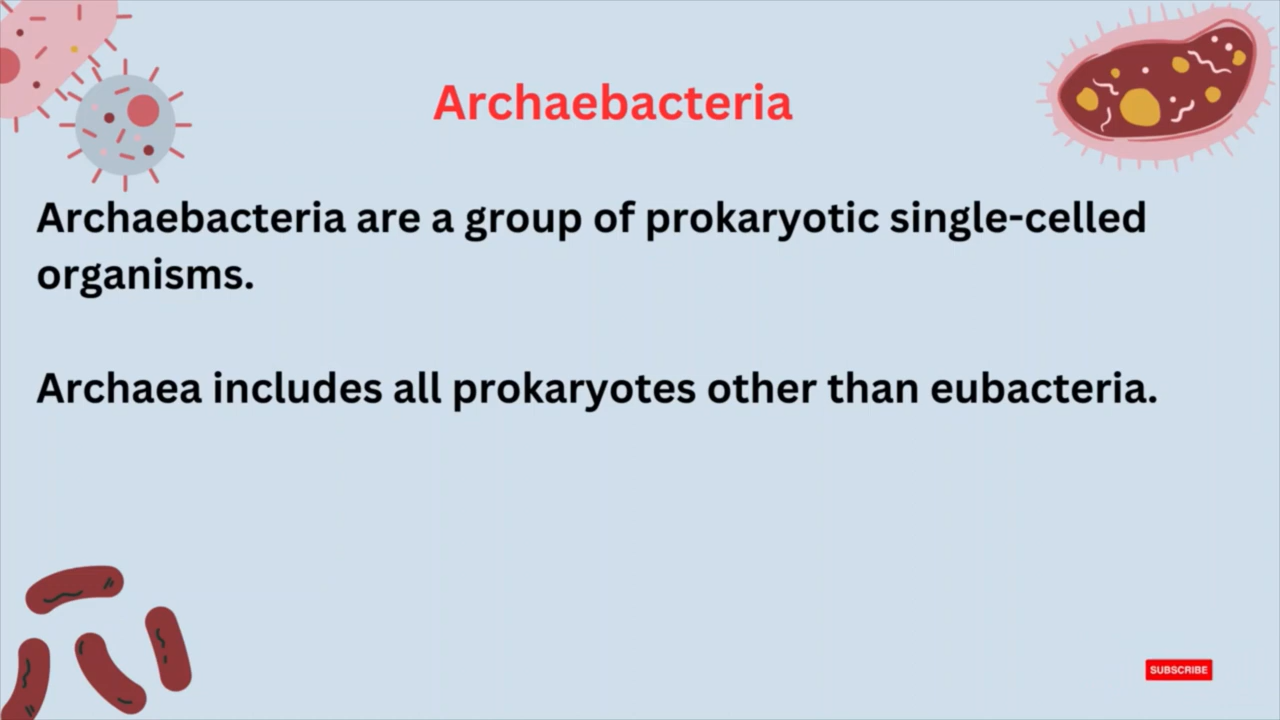 Archaebacteria
Archaebacteria are a group of prokaryotic single-celled
organisms.
Archaea includes all prokaryotes other than eubacteria.
SUBSCRIBE